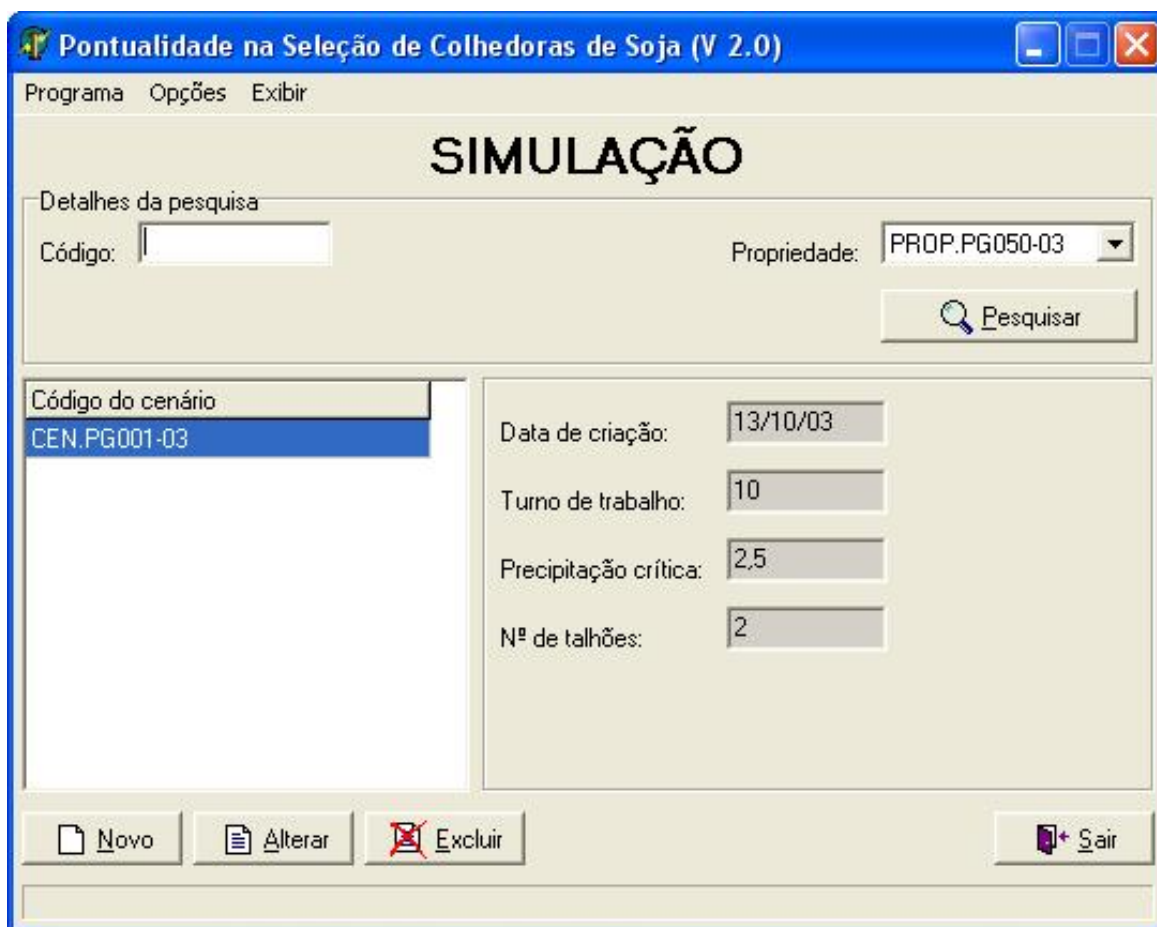 Pontualidade na Seleção de Colhedoras de Soja (V 2.0)
Programa Opções Exibir
SIMULAÇÃO
Detalhes da pesquisa
Código:
Propriedade: PROP.PG050-03
Pesquisar
Código do cenário
CEN.PG001-03
Data de criação: 13/10/03
Turno de trabalho: 10
Precipitação crítica: 2,5
Nº de talhões: 2
Novo Alterar Excluir Sair